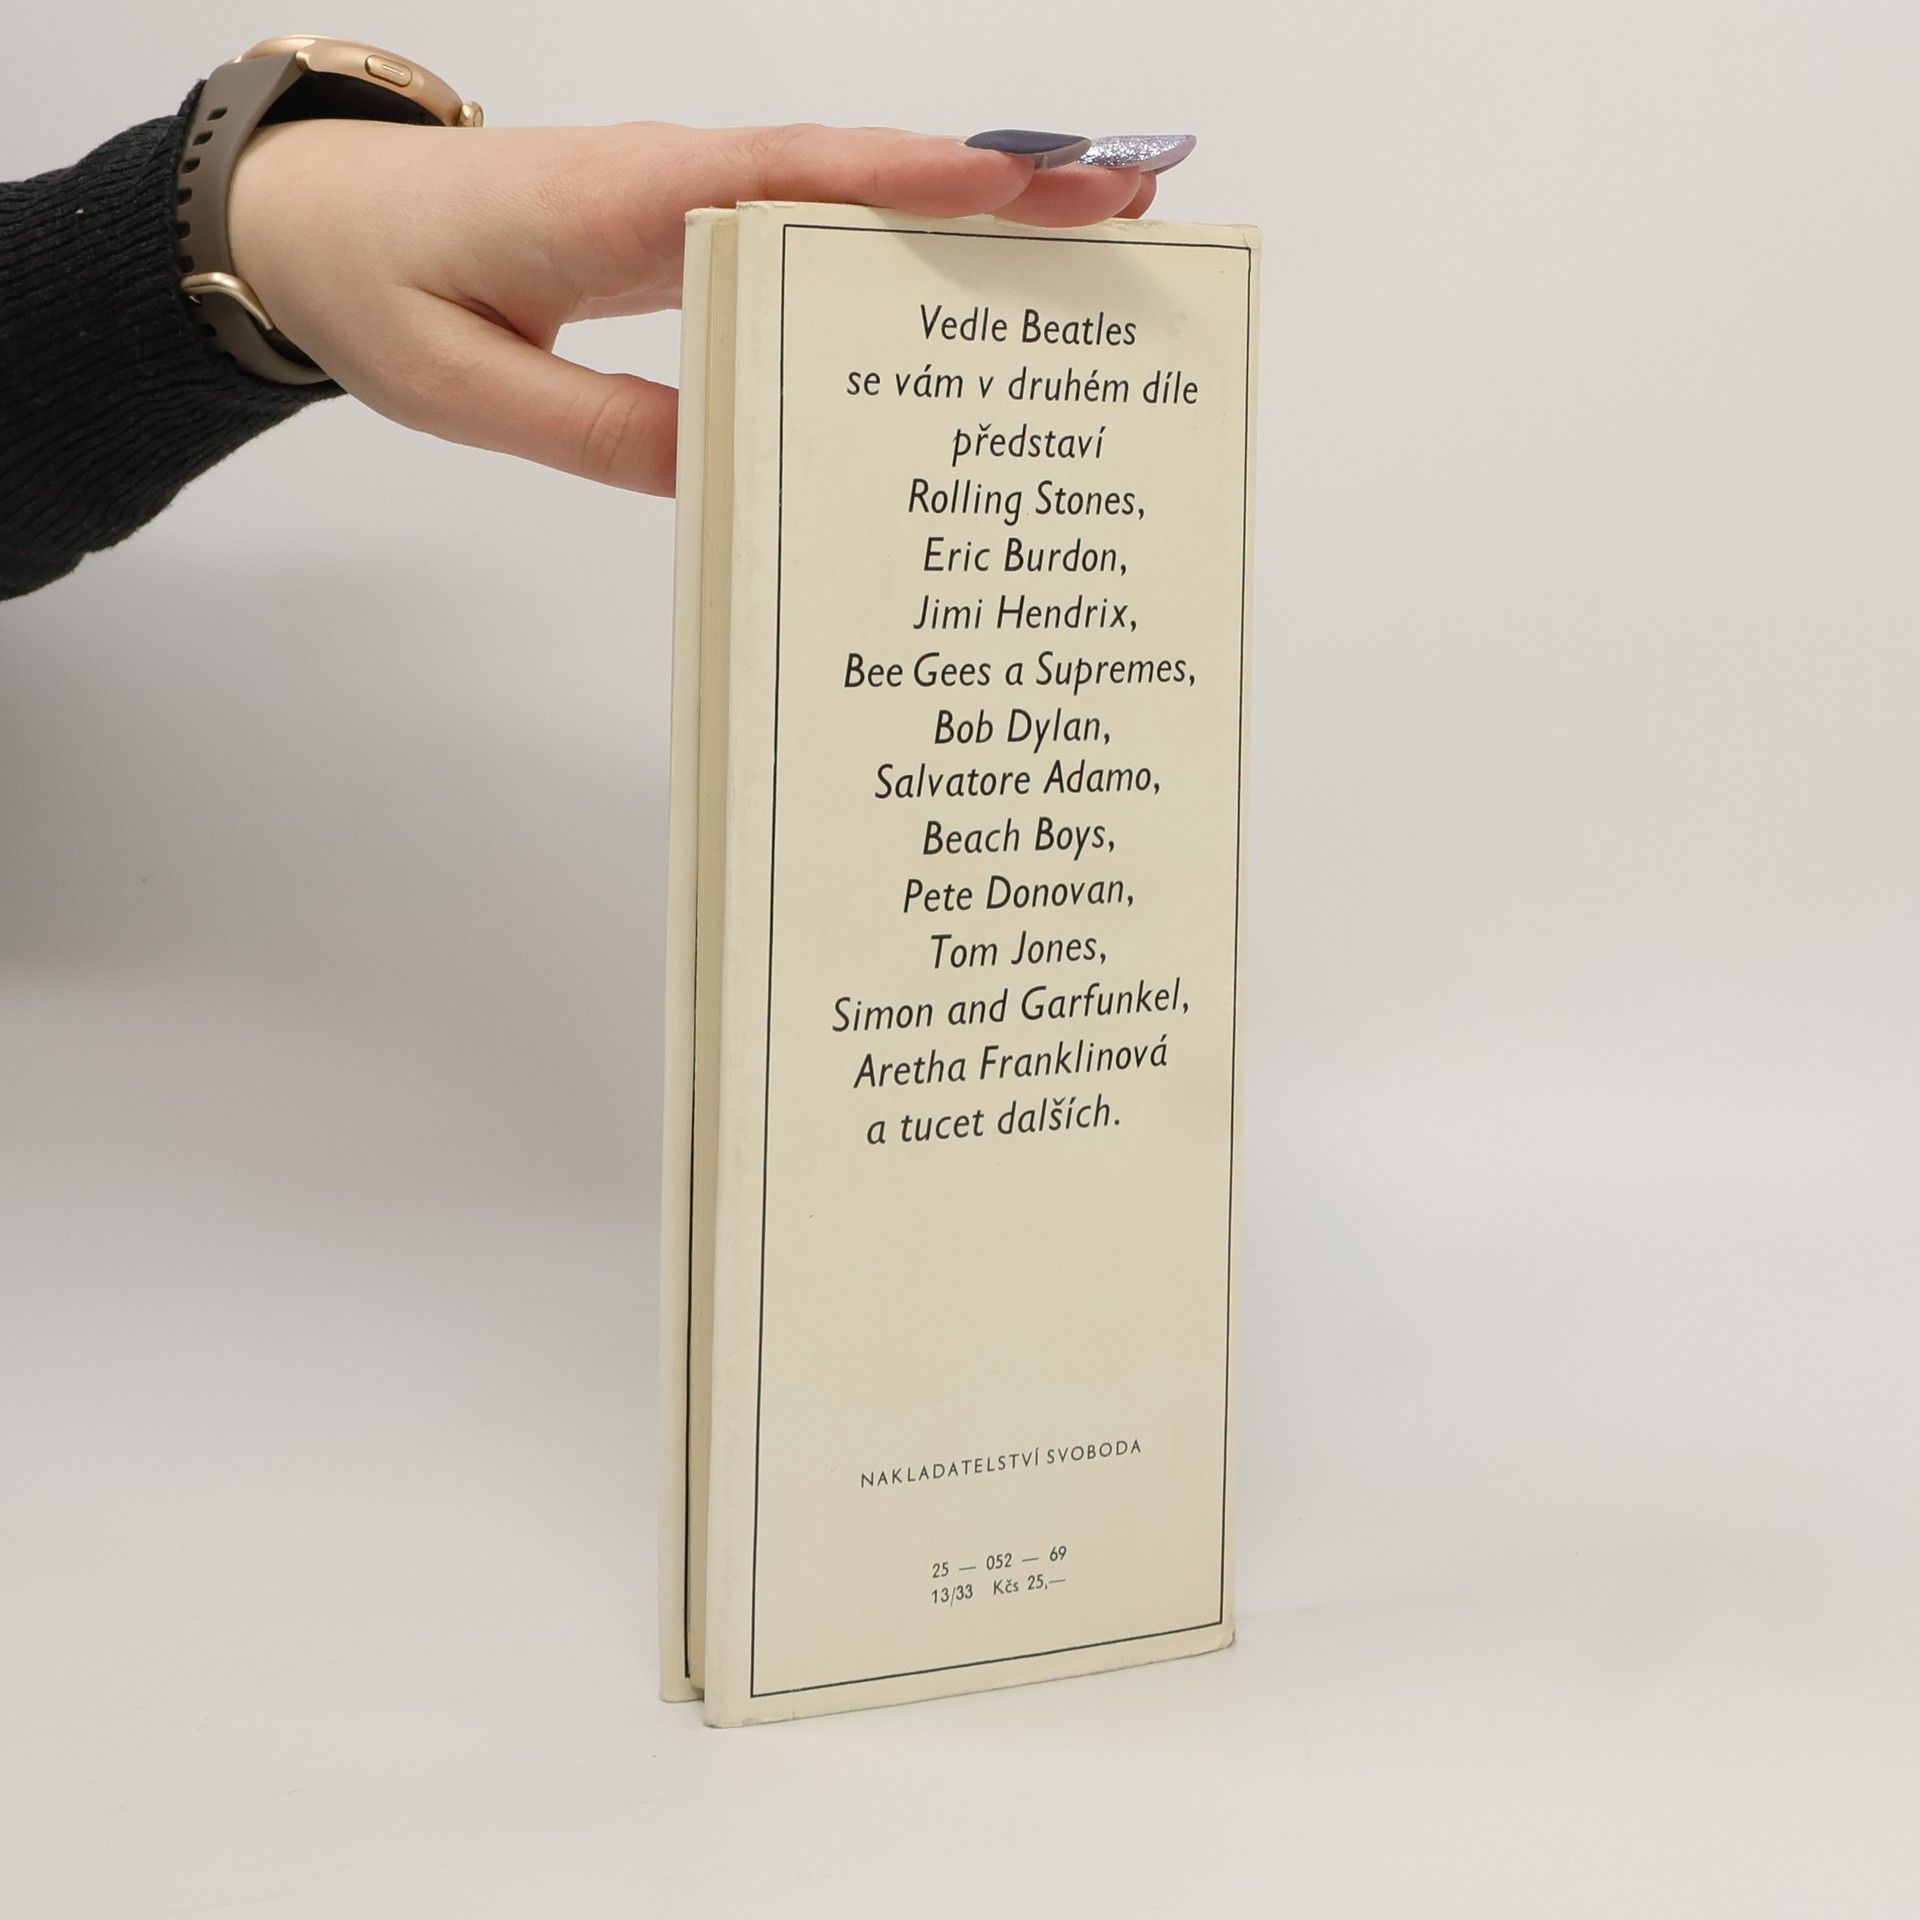 Vedle Beatles
se vám v druhém díle
představí
Rolling Stones,
Eric Burdon,
Jimi Hendrix,
Bee Gees a Supremes,
Bob Dylan,
Salvatore Adamo,
Beach Boys,
Pete Donovan,
Tom Jones,
Simon and Garfunkel,
Aretha Franklinová
a tucet dalších.
NAKLADATELSTVÍ SVOBODA
25 — 052 — 69
13/33 Kčs 25,—